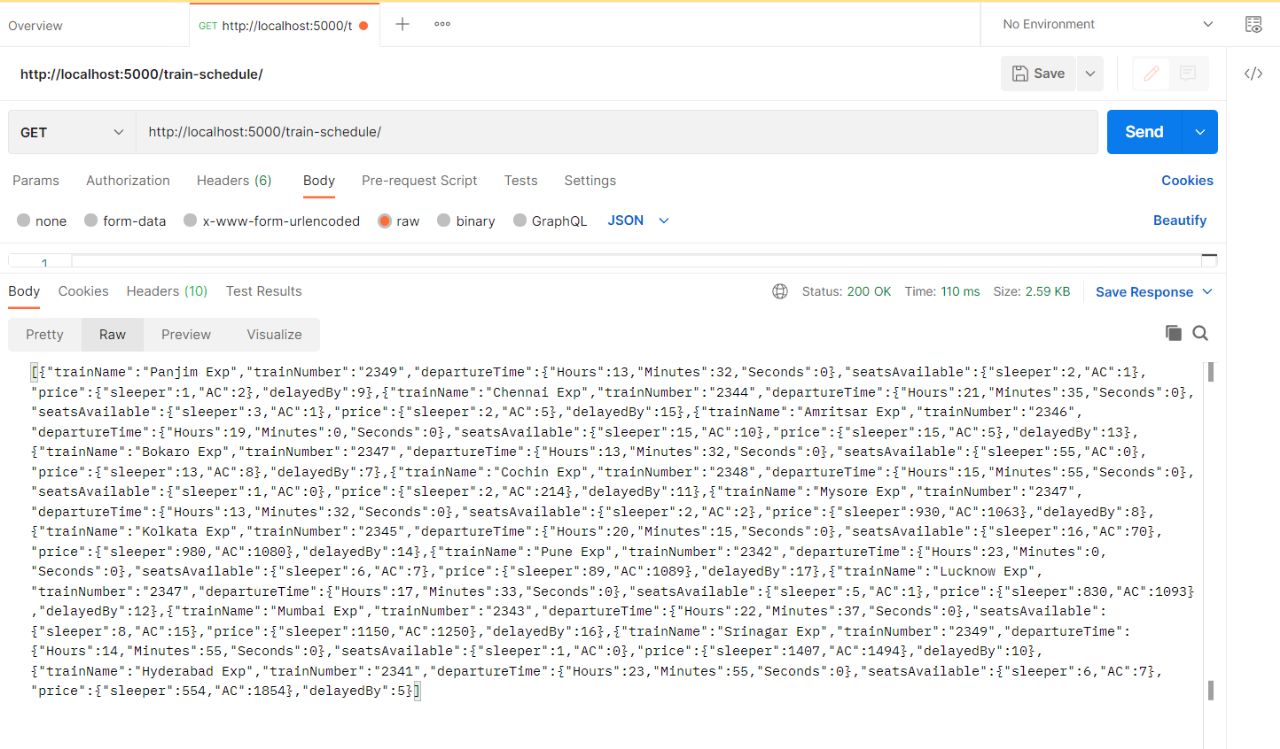 Overview
GET http://localhost:5000/t
No Environment
http://localhost:5000/train-schedule/
Save
GET
http://localhost:5000/train-schedule/
Send
Params Authorization Headers (6) Body Pre-request Script Tests Settings Cookies
none form-data x-www-form-urlencoded raw binary GraphQL JSON Beautify
1
Body Cookies Headers (10) Test Results Status: 200 OK Time: 110 ms Size: 2.59 KB Save Response
Pretty Raw Preview Visualize
[{"trainName":"Panjim Exp","trainNumber":"2349","departureTime":{"Hours":13,"Minutes":32,"Seconds":0},"seatsAvailable":{"sleeper":2,"AC":1},
"price":{"sleeper":1,"AC":2},"delayedBy":9},{"trainName":"Chennai Exp","trainNumber":"2344","departureTime":{"Hours":21,"Minutes":35,"Seconds":0},
"seatsAvailable":{"sleeper":3,"AC":1},"price":{"sleeper":2,"AC":5},"delayedBy":15},{"trainName":"Amritsar Exp","trainNumber":"2346",
"departureTime":{"Hours":19,"Minutes":0,"Seconds":0},"seatsAvailable":{"sleeper":15,"AC":10},"price":{"sleeper":15,"AC":5},"delayedBy":13},
{"trainName":"Bokaro Exp","trainNumber":"2347","departureTime":{"Hours":13,"Minutes":32,"Seconds":0},"seatsAvailable":{"sleeper":55,"AC":0},
"price":{"sleeper":13,"AC":8},"delayedBy":7},{"trainName":"Cochin Exp","trainNumber":"2348","departureTime":{"Hours":15,"Minutes":55,"Seconds":0},
"seatsAvailable":{"sleeper":1,"AC":0},"price":{"sleeper":2,"AC":214},"delayedBy":11},{"trainName":"Mysore Exp","trainNumber":"2347",
"departureTime":{"Hours":13,"Minutes":32,"Seconds":0},"seatsAvailable":{"sleeper":2,"AC":2},"price":{"sleeper":930,"AC":1063},"delayedBy":8},
{"trainName":"Kolkata Exp","trainNumber":"2345","departureTime":{"Hours":20,"Minutes":15,"Seconds":0},"seatsAvailable":{"sleeper":16,"AC":70},
"price":{"sleeper":980,"AC":1080},"delayedBy":14},{"trainName":"Pune Exp","trainNumber":"2342","departureTime":{"Hours":23,"Minutes":0,
"Seconds":0},"seatsAvailable":{"sleeper":6,"AC":7},"price":{"sleeper":89,"AC":1089},"delayedBy":17},{"trainName":"Lucknow Exp",
"trainNumber":"2347","departureTime":{"Hours":17,"Minutes":33,"Seconds":0},"seatsAvailable":{"sleeper":5,"AC":1},"price":{"sleeper":830,"AC":1093}
,"delayedBy":12},{"trainName":"Mumbai Exp","trainNumber":"2343","departureTime":{"Hours":22,"Minutes":37,"Seconds":0},"seatsAvailable":
{"sleeper":8,"AC":15},"price":{"sleeper":1150,"AC":1250},"delayedBy":16},{"trainName":"Srinagar Exp","trainNumber":"2349","departureTime":
{"Hours":14,"Minutes":55,"Seconds":0},"seatsAvailable":{"sleeper":1,"AC":0},"price":{"sleeper":1407,"AC":1494},"delayedBy":10},
{"trainName":"Hyderabad Exp","trainNumber":"2341","departureTime":{"Hours":23,"Minutes":55,"Seconds":0},"seatsAvailable":{"sleeper":6,"AC":7},
"price":{"sleeper":554,"AC":1854},"delayedBy":5}]